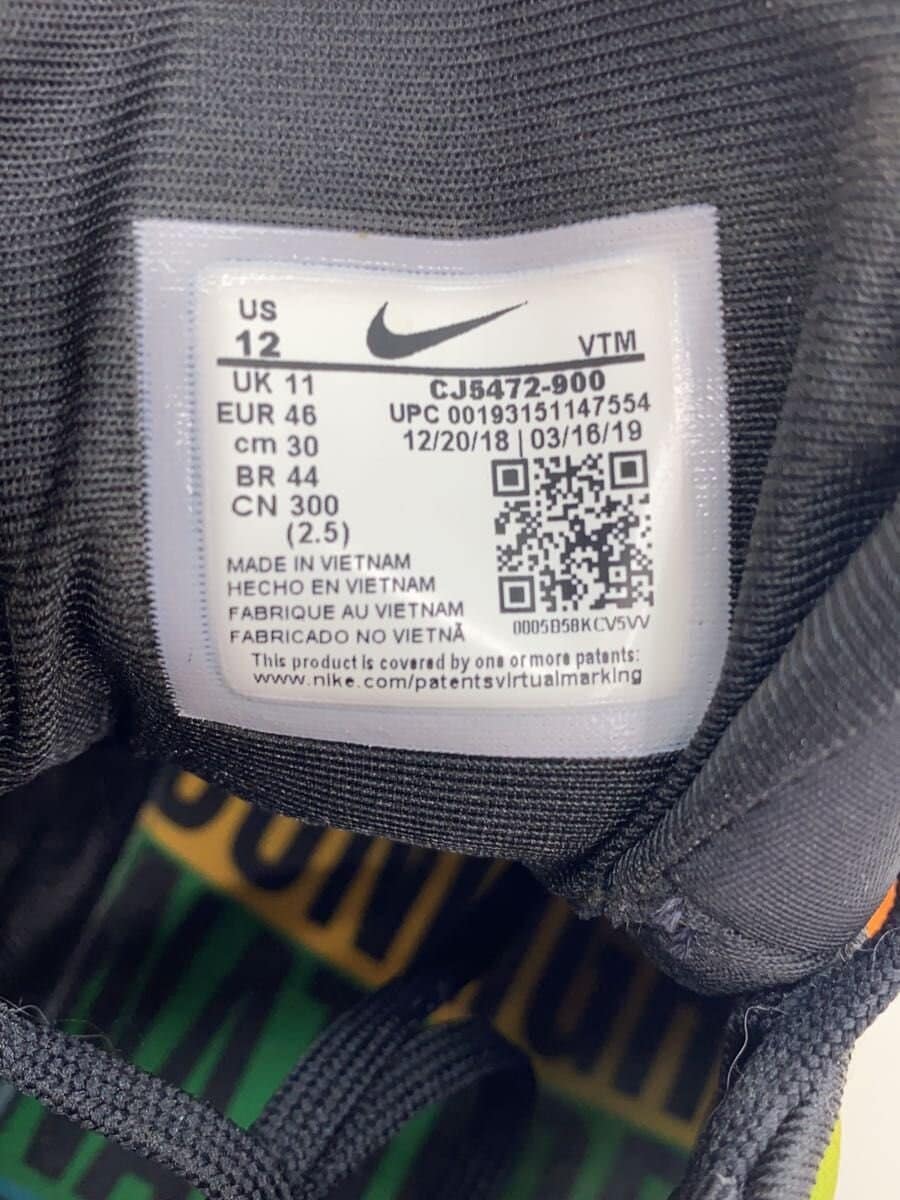 US
12
VTM
UK 11
EUR 46
cm 30
BR 44
CN 300
(2.5)
CJ5472-900
UPC 00193151147554
12/20/18 | 03/16/19
0005B58KCV5VV
MADE IN VIETNAM
HECHO EN VIETNAM
FABRIQUE AU VIETNAM
FABRICADO NO VIETNÃ
This product is covered by one or more patents:
www.nike.com/patentsvirtualmarking